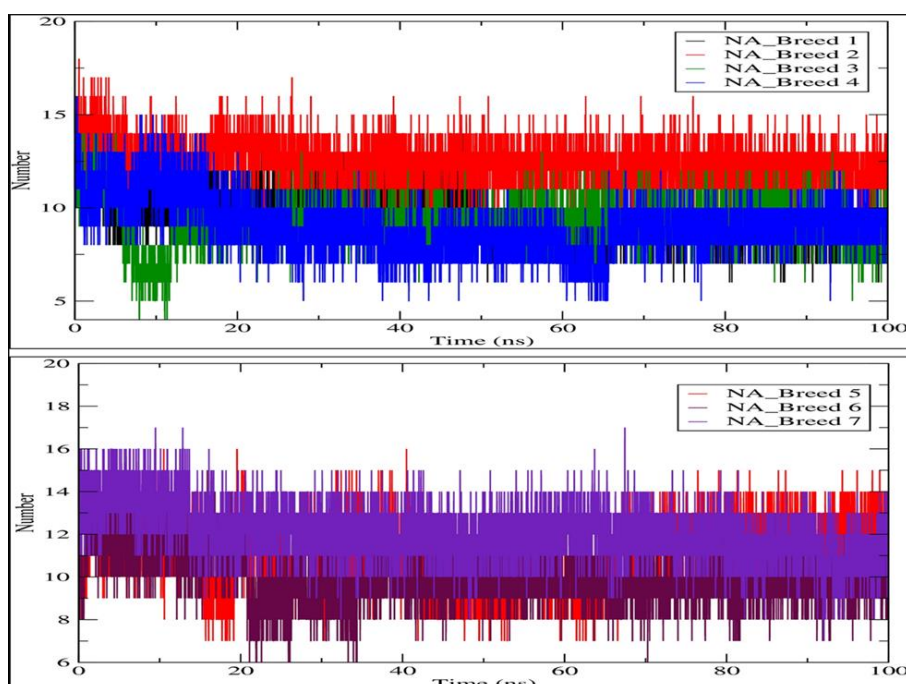 20
15
10
5
Number
NA_Breed 1
NA_Breed 2
NA_Breed 3
NA_Breed 4
0 20 40 60 80 100
Time (ns)
20
18
16
14
12
10
8
6
Number
NA_Breed 5
NA_Breed 6
NA_Breed 7
0 20 40 60 80 100
Time (ns)